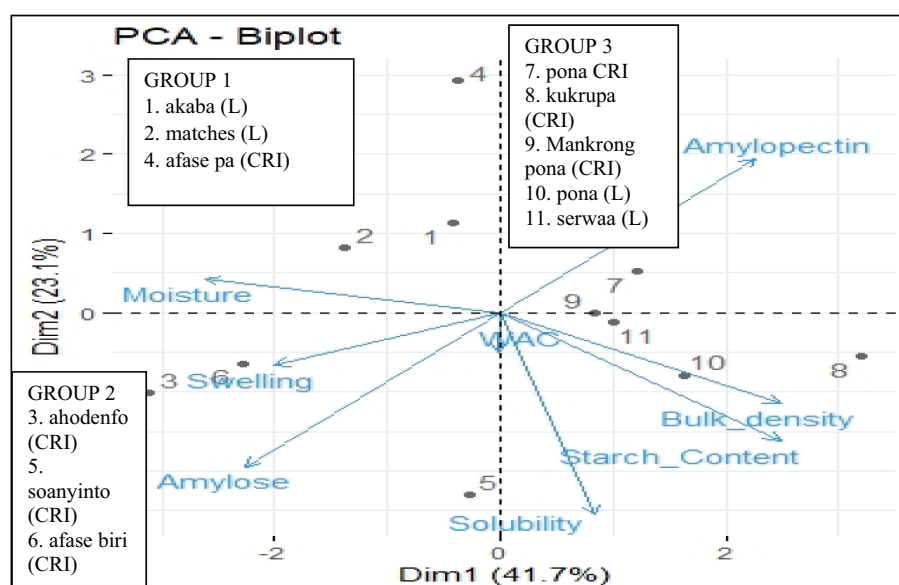 PCA - Biplot
GROUP 1
1. akaba (L)
2. matches (L)
4. afase pa (CRI)
GROUP 3
7. pona CRI
8. kukrupa
(CRI)
9. Mankrong
pona (CRI)
10. pona (L)
11. serwaa (L)
GROUP 2
3. ahodenfo
(CRI)
5.
soanyinto
(CRI)
6. afase biri
(CRI)
Dim2 (23.1%)
3
2
1
0
4
Amylopectin
2
1
Moisture
7
9
11
WAC
10
8
3
6
Swelling
Bulk_density
Starch_Content
Amylose
5
Solubility
-2
0
2
Dim1 (41.7%)